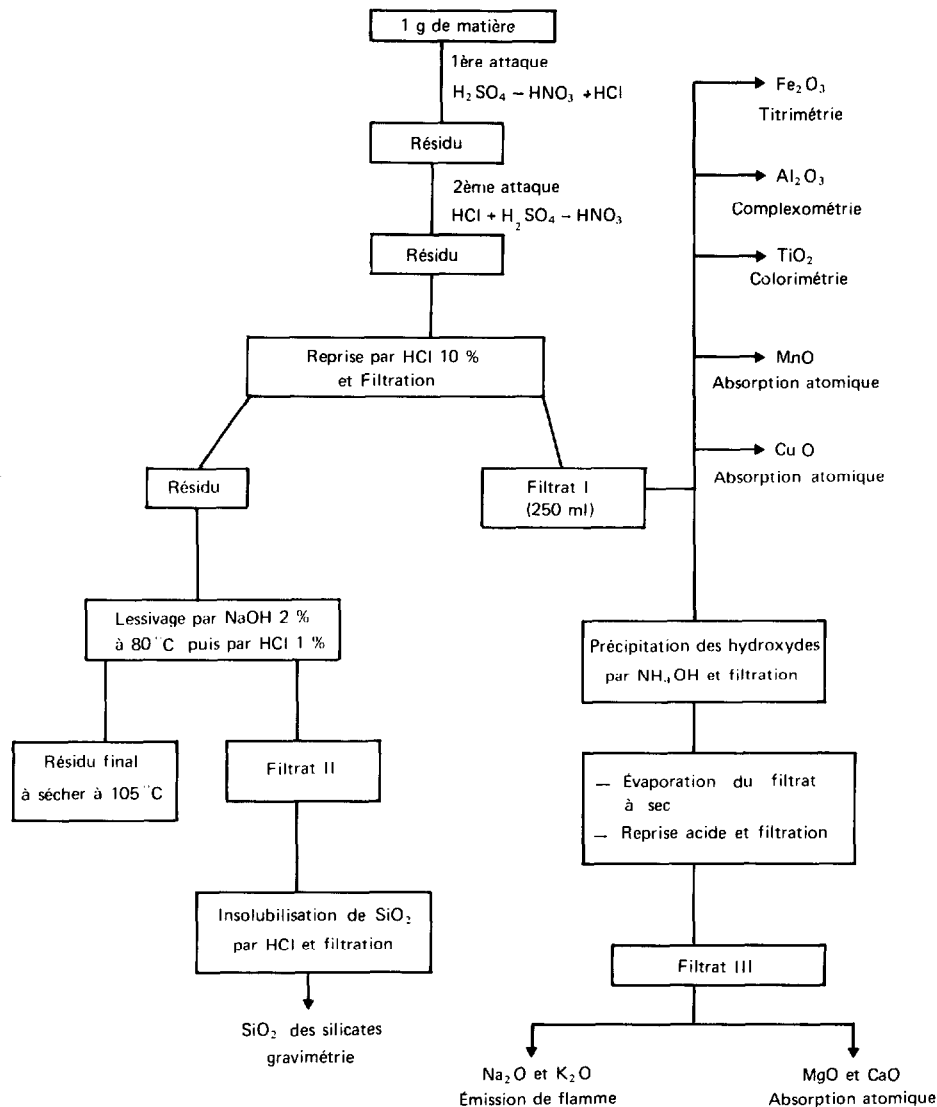 1 g de matière
1ère attaque
H₂SO₄ – HNO₃ + HCl
Résidu
2ème attaque
HCl + H₂SO₄ – HNO₃
Résidu
Reprise par HCl 10 %
et Filtration
Résidu
Filtrat I
(250 ml)
Lessivage par NaOH 2 %
à 80°C puis par HCl 1 %
Résidu final
à sécher à 105°C
Filtrat II
Insolubilisation de SiO₂
par HCl et filtration
SiO₂ des silicates
gravimétrie
Fe₂O₃
Titrimétrie
Al₂O₃
Complexométrie
TiO₂
Colorimétrie
MnO
Absorption atomique
Cu O
Absorption atomique
Précipitation des hydroxydes
par NH₄OH et filtration
– Évaporation du filtrat
à sec
– Reprise acide et filtration
Filtrat III
Na₂O et K₂O
Émission de flamme
MgO et CaO
Absorption atomique